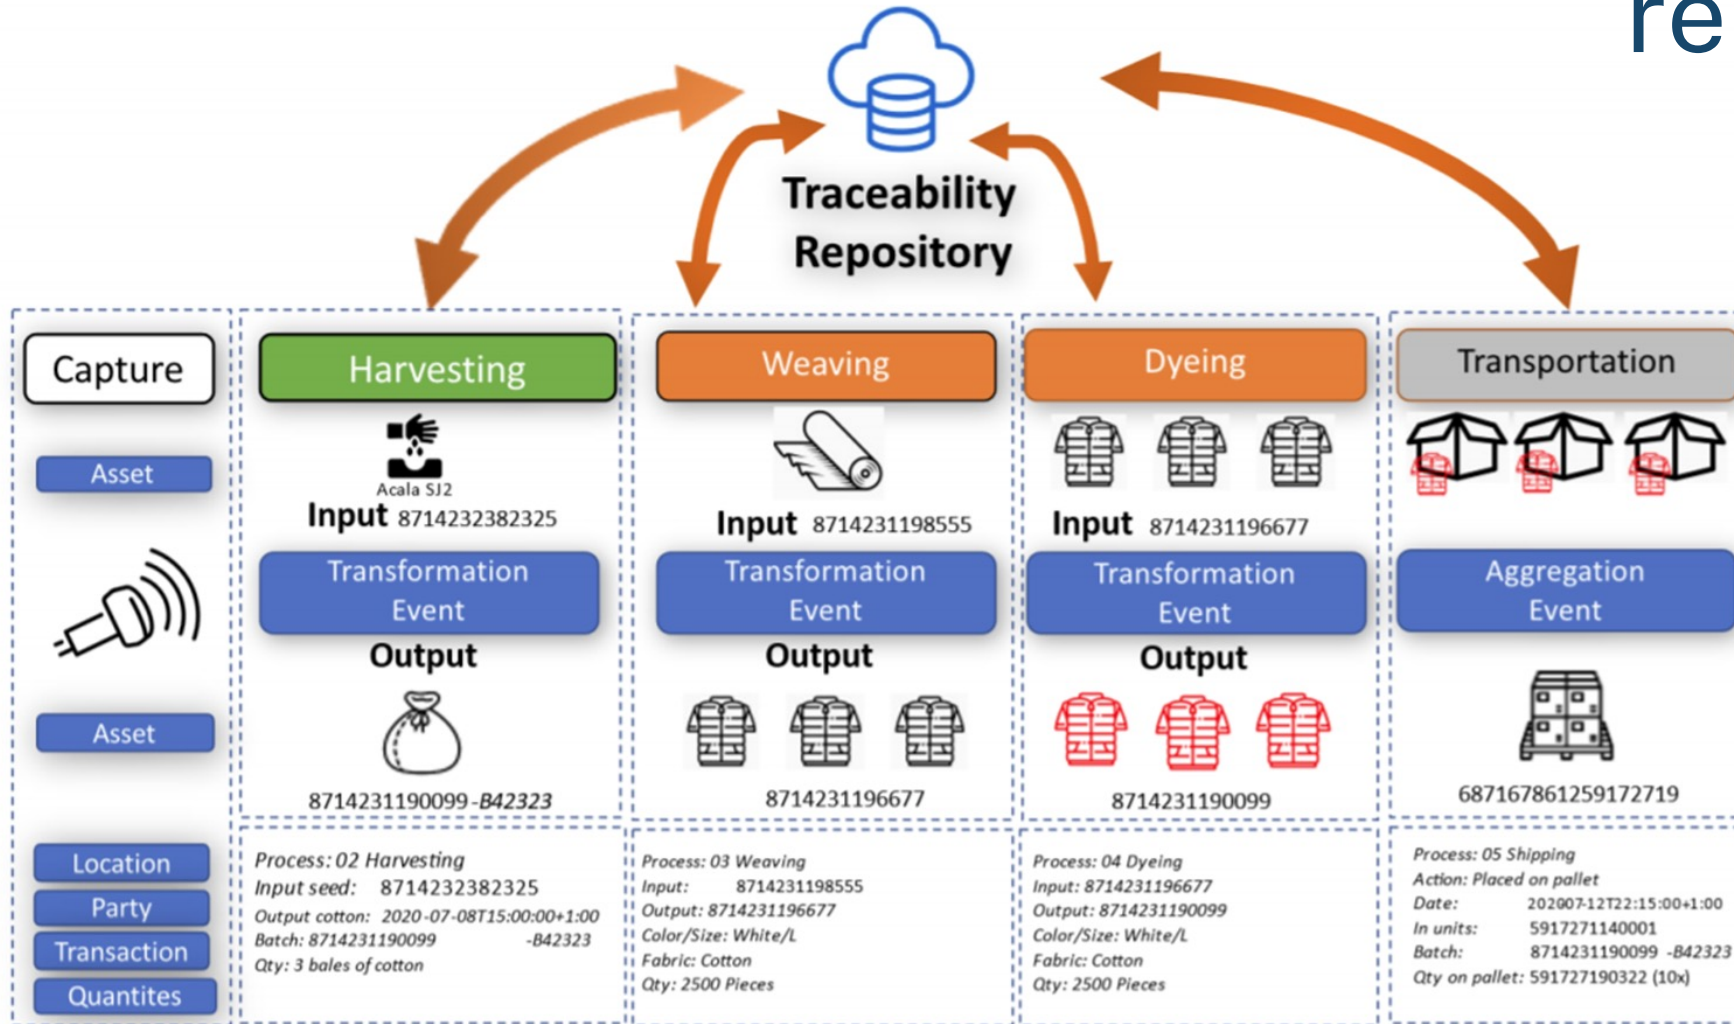 re
Traceability
Repository
Capture
Asset
Asset
Location
Party
Transaction
Quantites
Harvesting
Acala SJ2
Input 8714232382325
Transformation
Event
Output
8714231190099-B42323
Process: 02 Harvesting
Input seed: 8714232382325
Output cotton: 2020-07-08T15:00:00+1:00
Batch: 8714231190099 -B42323
Qty: 3 bales of cotton
Weaving
Input 8714231198555
Transformation
Event
Output
8714231196677
Process: 03 Weaving
Input: 8714231198555
Output: 8714231196677
Color/Size: White/L
Fabric: Cotton
Qty: 2500 Pieces
Dyeing
Input 8714231196677
Transformation
Event
Output
8714231190099
Process: 04 Dyeing
Input: 8714231196677
Output: 8714231190099
Color/Size: White/L
Fabric: Cotton
Qty: 2500 Pieces
Transportation
Aggregation
Event
687167861259172719
Process: 05 Shipping
Action: Placed on pallet
Date: 202007-12T22:15:00+1:00
In units: 5917271140001
Batch: 8714231190099 -B42323
Qty on pallet: 591727190322 (10x)